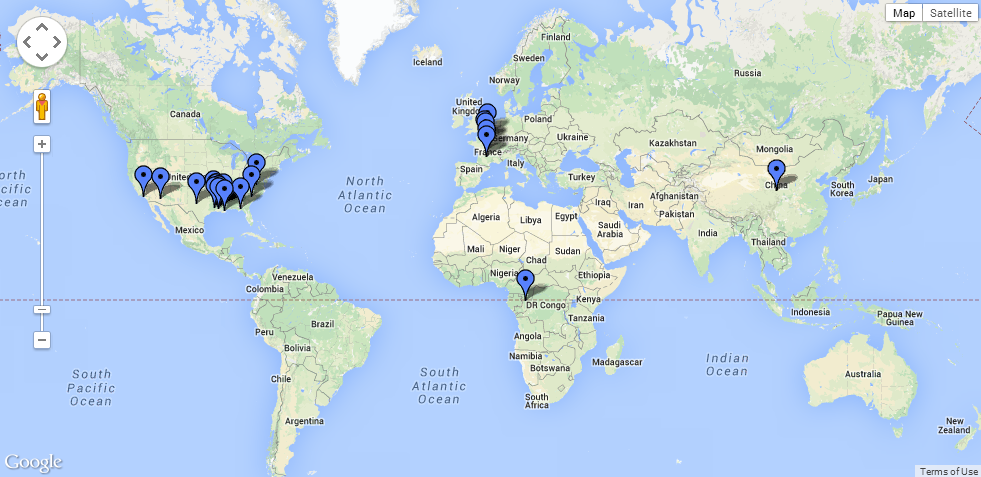 Map
Satellite
Finland
Iceland
Sweden
Russia
Norway
United
Kingdom
Canada
Poland
Ukraine
Kazakhstan
Mongolia
Germany
France
Italy
Spain
Turkey
China
South
Korea
Japan
North
Atlantic
Ocean
United
Mexico
Algeria
Libya
Egypt
Iraq
Iran
Afghanistan
Pakistan
Saudi
Arabia
India
Thailand
Mali
Niger
Sudan
Chad
Nigeria
Ethiopia
Venezuela
Colombia
Kenya
DR Congo
Tanzania
Indonesia
Papua New
Guinea
Peru
Brazil
Bolivia
Angola
Namibia
Botswana
Madagascar
Chile
Argentina
South
Africa
Australia
New
Zealand
South
Pacific
Ocean
South
Atlantic
Ocean
Indian
Ocean
Google
Terms of Use